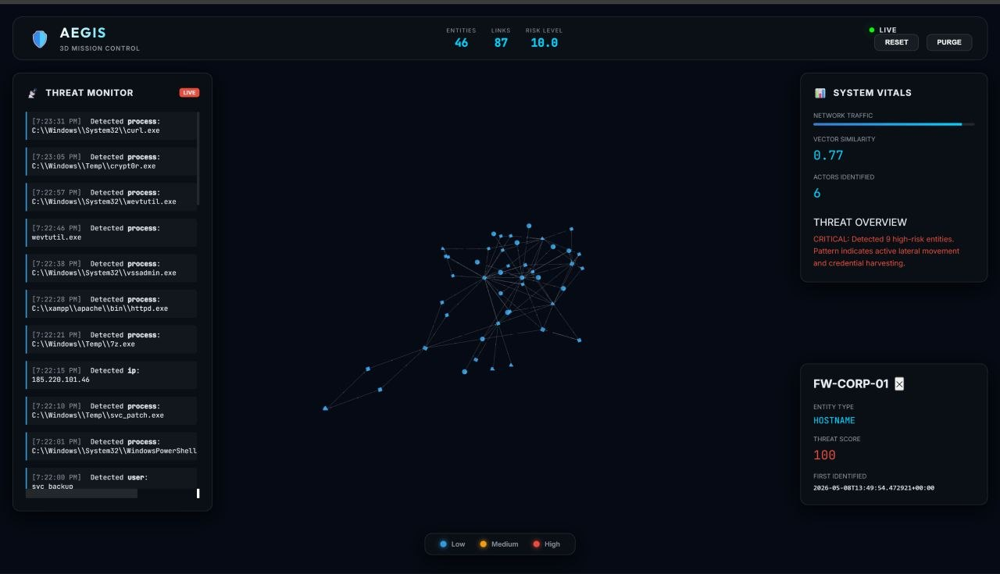 AEGIS
3D MISSION CONTROL
ENTITIES
46
LINKS
87
RISK LEVEL
10.0
LIVE
RESET
PURGE
THREAT MONITOR
LIVE
[7:23:31 PM] Detected process:
C:\\Windows\\System32\\curl.exe
[7:23:05 PM] Detected process:
C:\\Windows\\Temp\\crypt0r.exe
[7:22:57 PM] Detected process:
C:\\Windows\\System32\\wevtutil.exe
[7:22:46 PM] Detected process:
wevtutil.exe
[7:22:38 PM] Detected process:
C:\\Windows\\System32\\vssadmin.exe
[7:22:28 PM] Detected process:
C:\\xampp\\apache\\bin\\httpd.exe
[7:22:21 PM] Detected process:
C:\\Windows\\Temp\\7z.exe
[7:22:15 PM] Detected ip:
185.220.101.46
[7:22:10 PM] Detected process:
C:\\Windows\\Temp\\svc_patch.exe
[7:22:01 PM] Detected process:
C:\\Windows\\System32\\WindowsPowerShell
[7:22:00 PM] Detected user:
svc_backup
SYSTEM VITALS
NETWORK TRAFFIC
VECTOR SIMILARITY
0.77
ACTORS IDENTIFIED
6
THREAT OVERVIEW
CRITICAL: Detected 9 high-risk entities.
Pattern indicates active lateral movement
and credential harvesting.
FW-CORP-01
ENTITY TYPE
HOSTNAME
THREAT SCORE
100
FIRST IDENTIFIED
2026-05-08T13:49:54.472921+00:00
Low
Medium
High